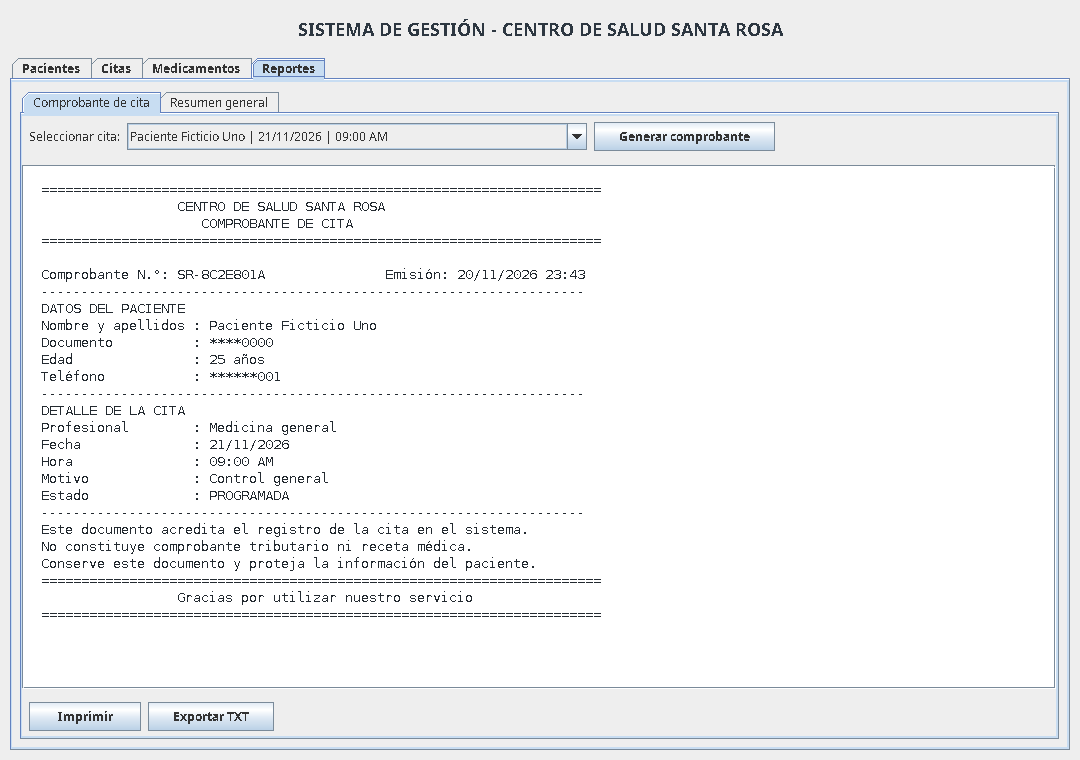 SISTEMA DE GESTIÓN - CENTRO DE SALUD SANTA ROSA
Pacientes Citas Medicamentos Reportes
Comprobante de cita Resumen general
Seleccionar cita: Paciente Ficticio Uno | 21/11/2026 | 09:00 AM Generar comprobante
======================================================================
CENTRO DE SALUD SANTA ROSA
COMPROBANTE DE CITA
======================================================================
Comprobante N.°: SR-8C2E801A Emisión: 20/11/2026 23:43
--------------------------------------------------------------------
DATOS DEL PACIENTE
Nombre y apellidos : Paciente Ficticio Uno
Documento : ****0000
Edad : 25 años
Teléfono : ******001
--------------------------------------------------------------------
DETALLE DE LA CITA
Profesional : Medicina general
Fecha : 21/11/2026
Hora : 09:00 AM
Motivo : Control general
Estado : PROGRAMADA
--------------------------------------------------------------------
Este documento acredita el registro de la cita en el sistema.
No constituye comprobante tributario ni receta médica.
Conserve este documento y proteja la información del paciente.
======================================================================
Gracias por utilizar nuestro servicio
======================================================================
Imprimir Exportar TXT